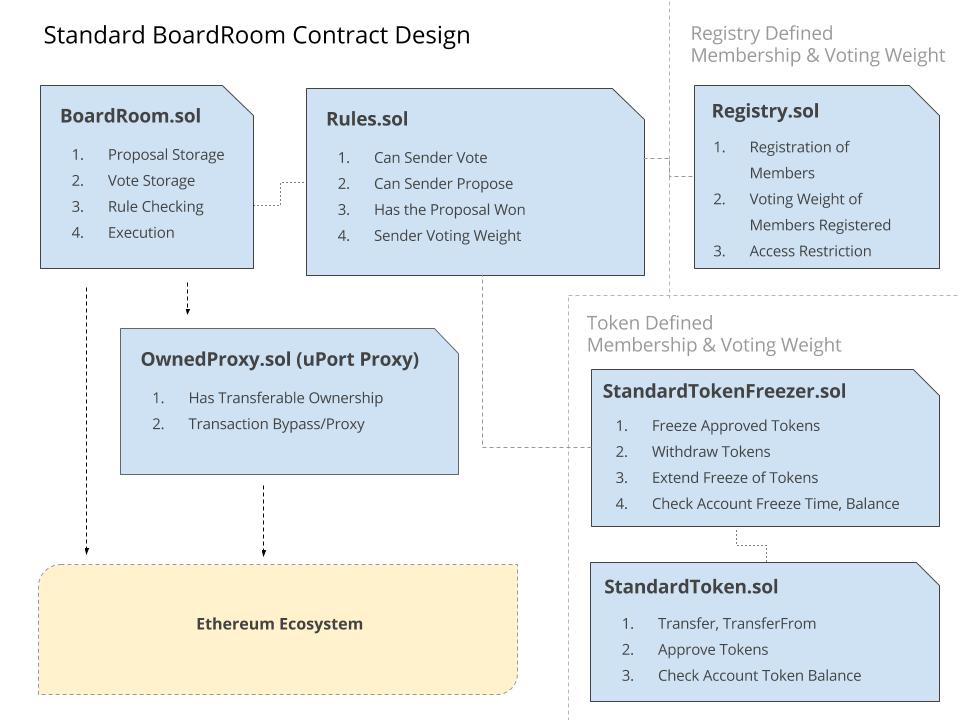 Standard BoardRoom Contract Design
Registry Defined
Membership & Voting Weight
BoardRoom.sol
1. Proposal Storage
2. Vote Storage
3. Rule Checking
4. Execution
Rules.sol
1. Can Sender Vote
2. Can Sender Propose
3. Has the Proposal Won
4. Sender Voting Weight
Registry.sol
1. Registration of
Members
2. Voting Weight of
Members Registered
3. Access Restriction
OwnedProxy.sol (uPort Proxy)
1. Has Transferable Ownership
2. Transaction Bypass/Proxy
Token Defined
Membership & Voting Weight
StandardTokenFreezer.sol
1. Freeze Approved Tokens
2. Withdraw Tokens
3. Extend Freeze of Tokens
4. Check Account Freeze Time, Balance
Ethereum Ecosystem
StandardToken.sol
1. Transfer, TransferFrom
2. Approve Tokens
3. Check Account Token Balance